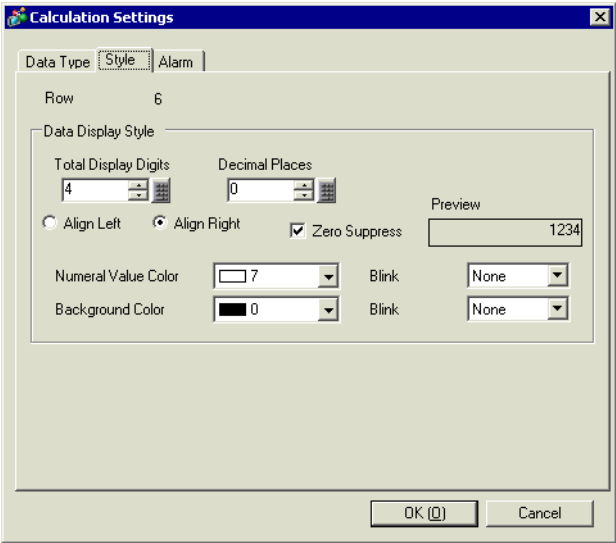 Calculation Settings
Data Type Style Alarm
Row 6
Data Display Style
Total Display Digits Decimal Places
4 0
Preview
Align Left Align Right Zero Suppress 1234
Numeral Value Color 7 Blink None
Background Color 0 Blink None
OK (O) Cancel